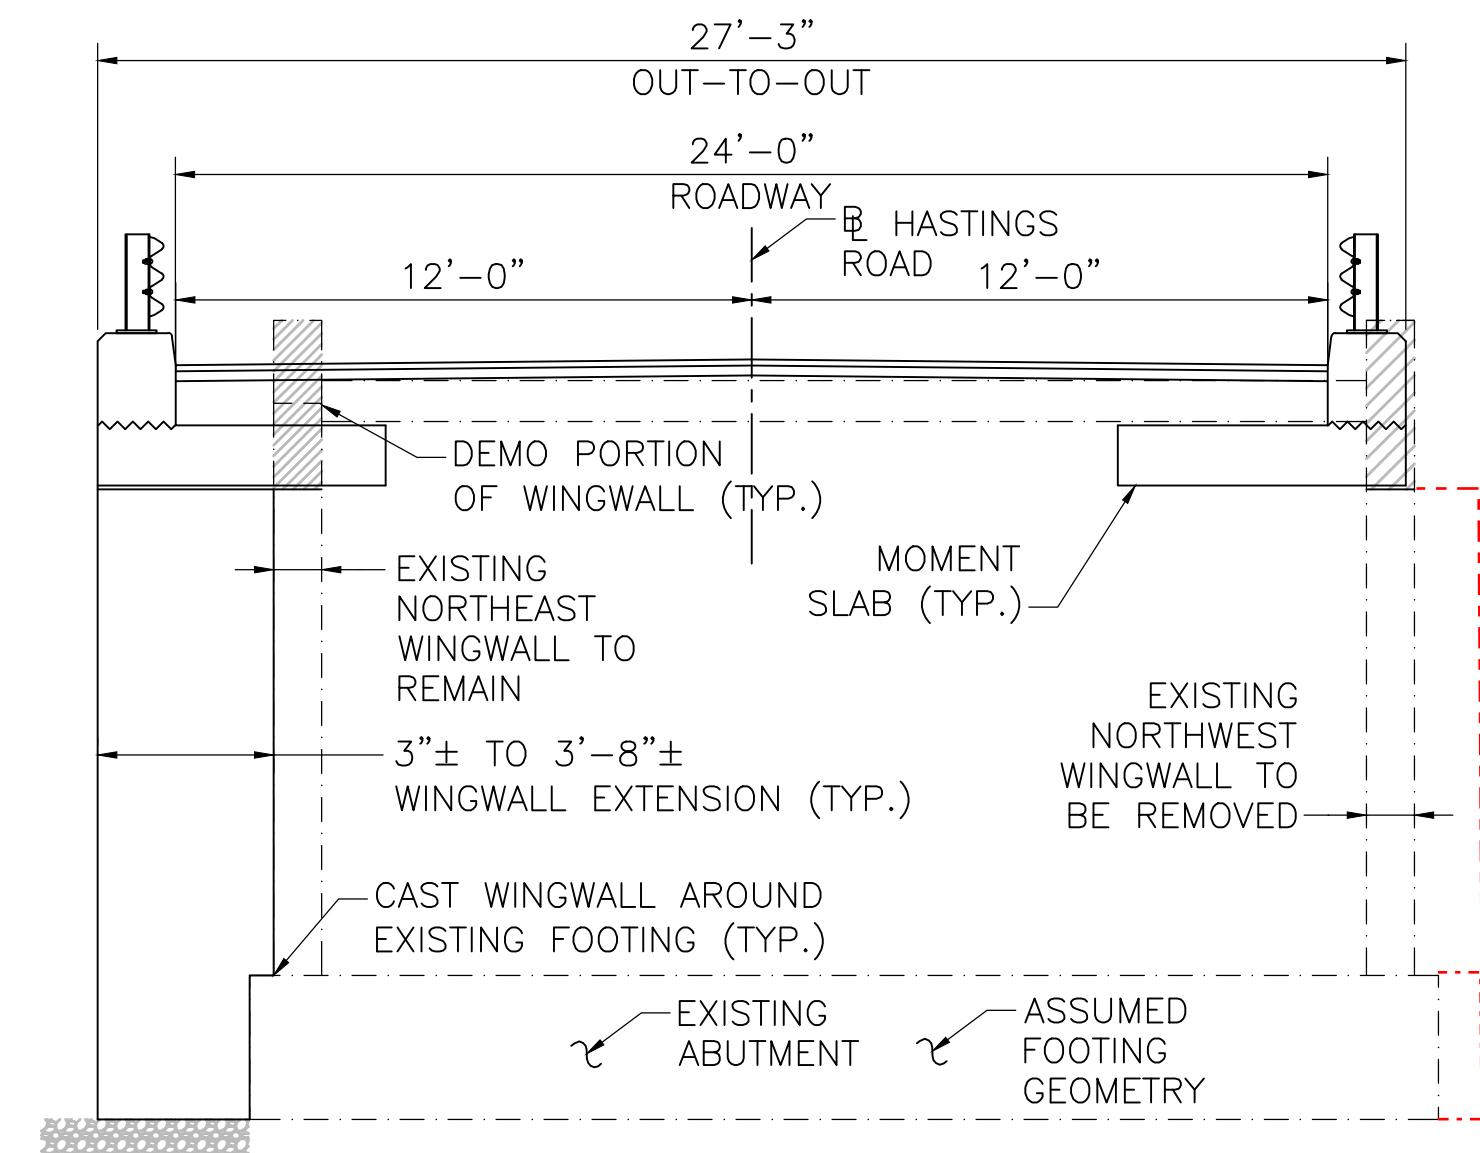 27'-3"
OUT-TO-OUT
24'-0"
ROADWAY
℄ HASTINGS
ROAD
12'-0"
12'-0"
DEMO PORTION
OF WINGWALL (TYP.)
EXISTING
NORTHEAST
WINGWALL TO
REMAIN
MOMENT
SLAB (TYP.)
3"± TO 3'-8"±
WINGWALL EXTENSION (TYP.)
EXISTING
NORTHWEST
WINGWALL TO
BE REMOVED
CAST WINGWALL AROUND
EXISTING FOOTING (TYP.)
EXISTING
ABUTMENT
ASSUMED
FOOTING
GEOMETRY